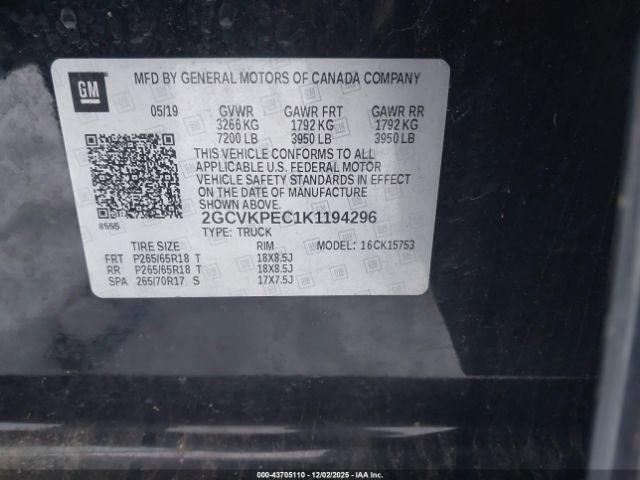 GM MFD BY GENERAL MOTORS OF CANADA COMPANY
05/19 GVWR GAWR FRT GAWR RR
3266 KG 1792 KG 1792 KG
7200 LB 3950 LB 3950 LB
THIS VEHICLE CONFORMS TO ALL
APPLICABLE U.S. FEDERAL MOTOR
VEHICLE SAFETY STANDARDS IN EFFECT
ON THE DATE OF MANUFACTURE
SHOWN ABOVE.
2GCVKPEC1K1194296
8555
TYPE: TRUCK
TIRE SIZE RIM MODEL: 16CK15753
FRT P265/65R18 T 18X8.5J
RR P265/65R18 T 18X8.5J
SPA 265/70R17 S 17X7.5J
000-43705110 - 12/02/2025 - IAAI.com